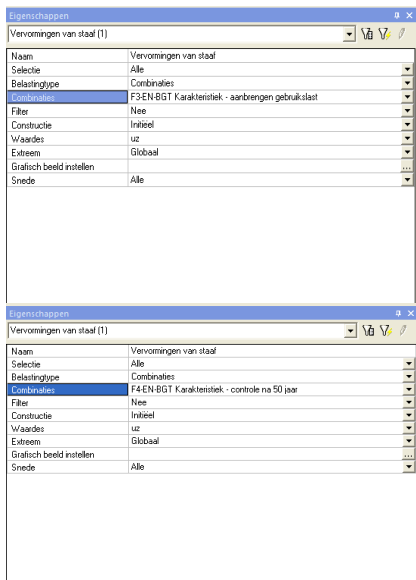 Eigenschappen
Vervormingen van staaf (1)
Naam Vervormingen van staaf
Selectie Alle
Belastingtype Combinaties
Combinaties F3-EN-BGT Karakteristiek - aanbrengen gebruikslast
Filter Nee
Constructie Initiëel
Waardes uz
Extreem Globaal
Grafisch beeld instellen ...
Snede Alle
Eigenschappen
Vervormingen van staaf (1)
Naam Vervormingen van staaf
Selectie Alle
Belastingtype Combinaties
Combinaties F4-EN-BGT Karakteristiek - controle na 50 jaar
Filter Nee
Constructie Initiëel
Waardes uz
Extreem Globaal
Grafisch beeld instellen ...
Snede Alle